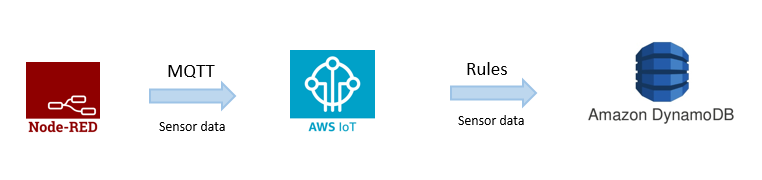 MQTT
Sensor data
Node-RED
AWS IoT
Rules
Sensor data
Amazon DynamoDB